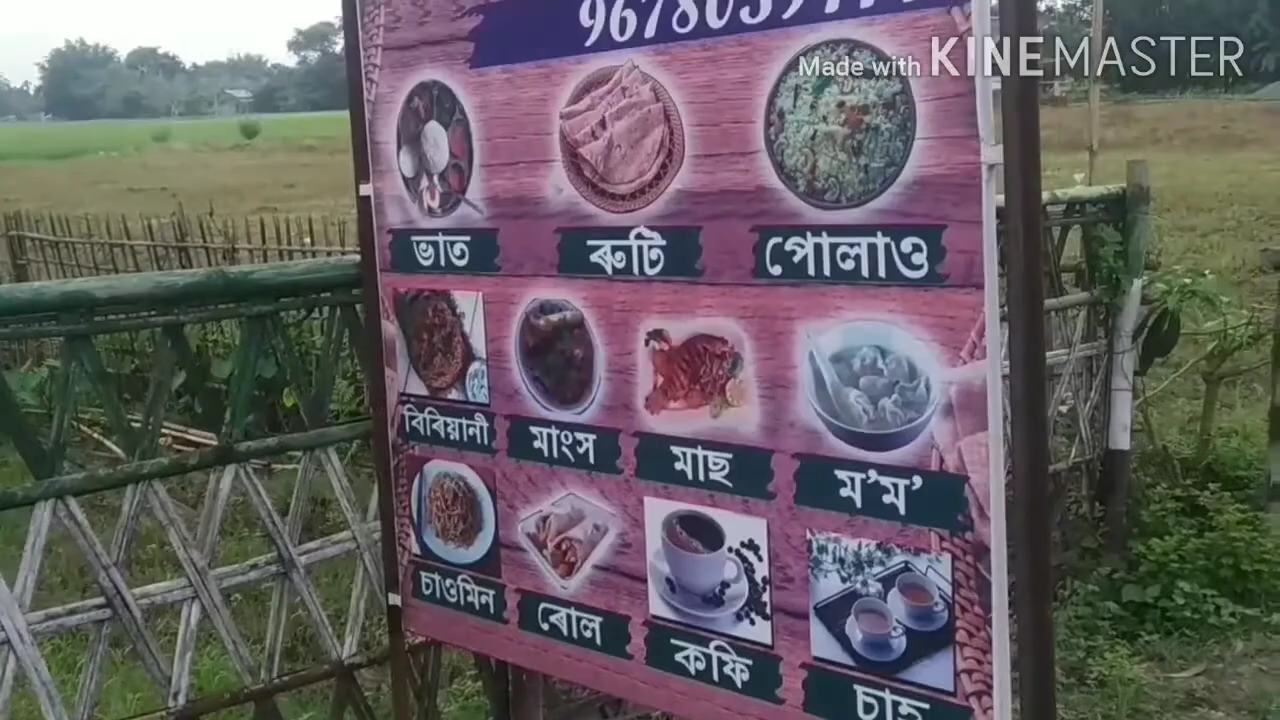 Made with KINEMASTER
ভাত
ৰুটি
পোলাও
বিৰিয়ানী
মাংস
মাছ
ম'ম'
চাওমিন
ৰোল
কফি
চাহ